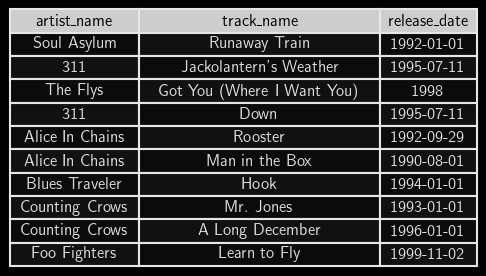 artist_name track_name release_date
Soul Asylum Runaway Train 1992-01-01
311 Jackolantern's Weather 1995-07-11
The Flys Got You (Where I Want You) 1998
311 Down 1995-07-11
Alice In Chains Rooster 1992-09-29
Alice In Chains Man in the Box 1990-08-01
Blues Traveler Hook 1994-01-01
Counting Crows Mr. Jones 1993-01-01
Counting Crows A Long December 1996-01-01
Foo Fighters Learn to Fly 1999-11-02